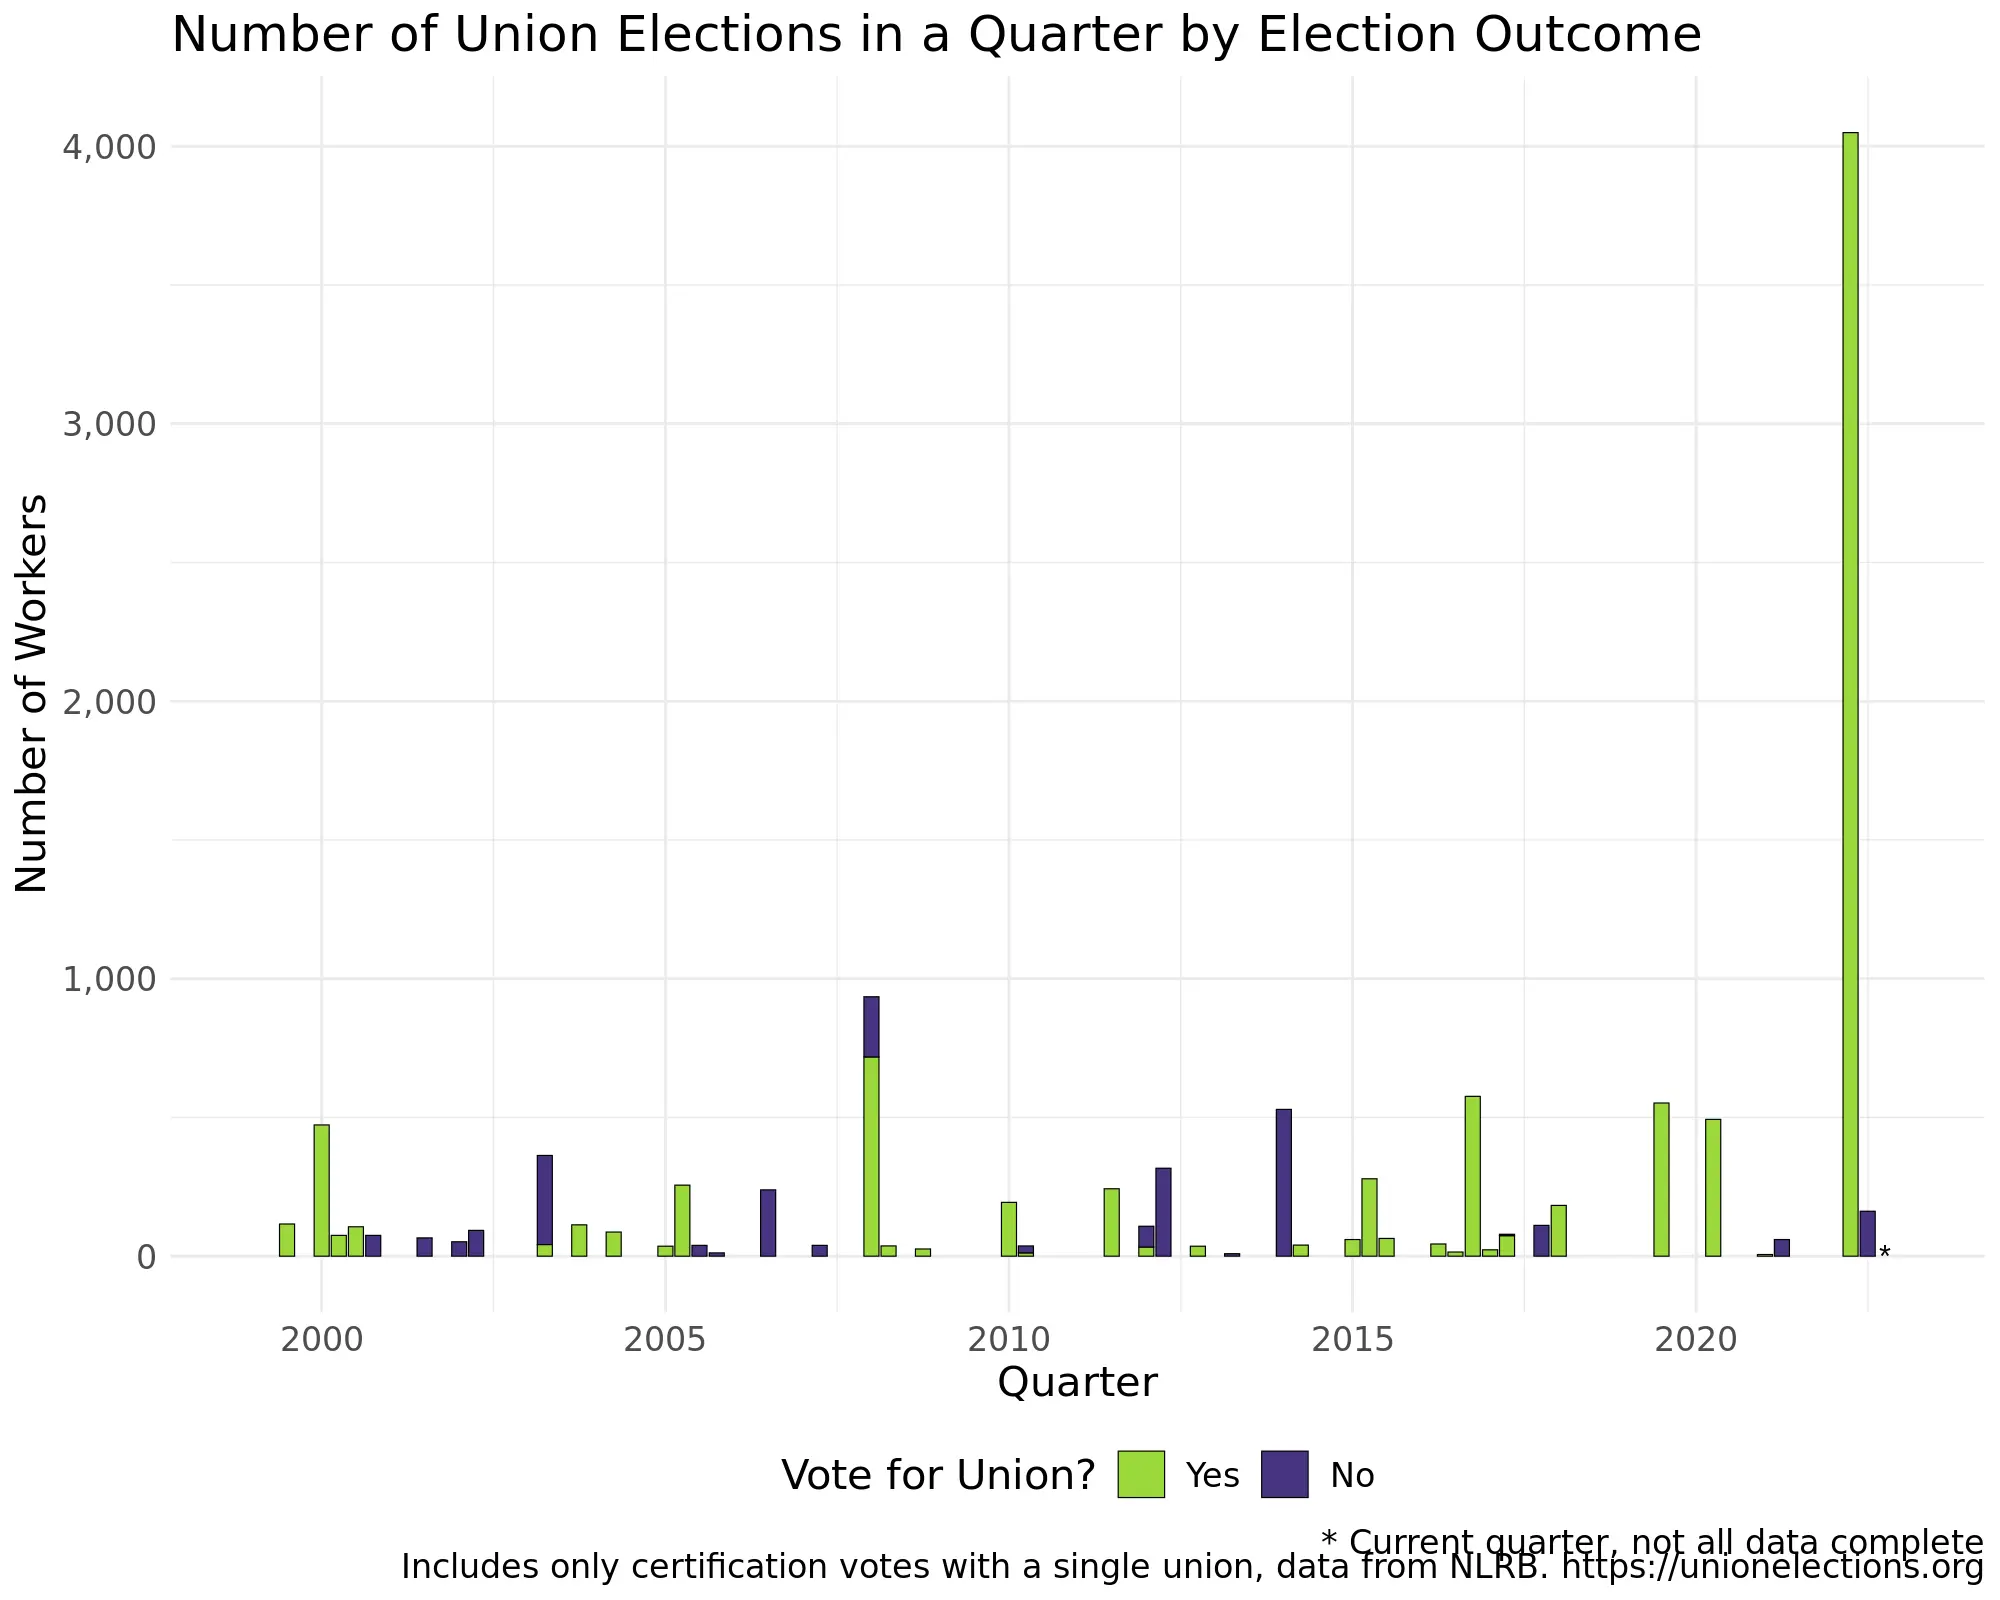 Number of Union Elections in a Quarter by Election Outcome
Number of Workers
4,000
3,000
2,000
1,000
0
*
2000 2005 2010 2015 2020
Quarter
Vote for Union? Yes No
* Current quarter, not all data complete
Includes only certification votes with a single union, data from NLRB. https://unionelections.org